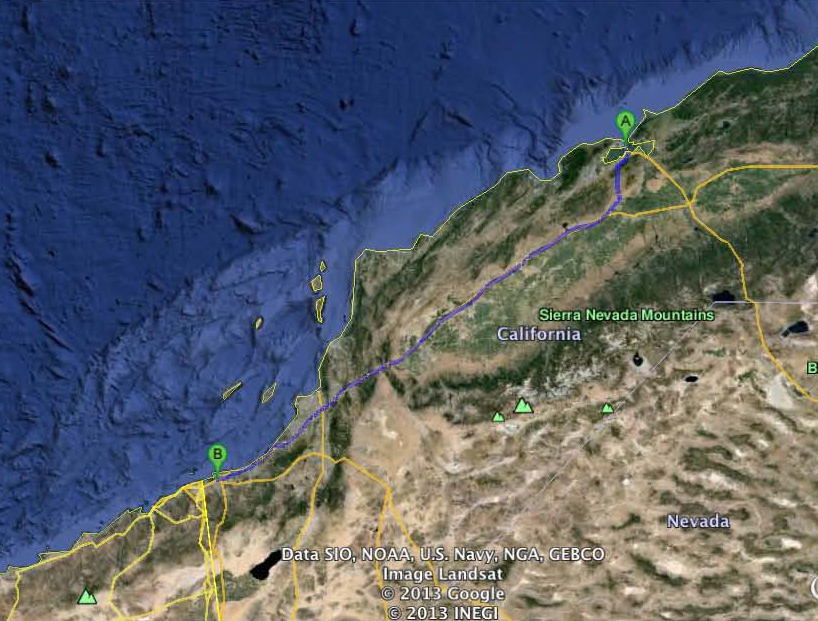 A
Sierra Nevada Mountains
California
B
B
Nevada
Data SIO, NOAA, U.S. Navy, NGA, GEBCO
Image Landsat
© 2013 Google
© 2013 INEGI